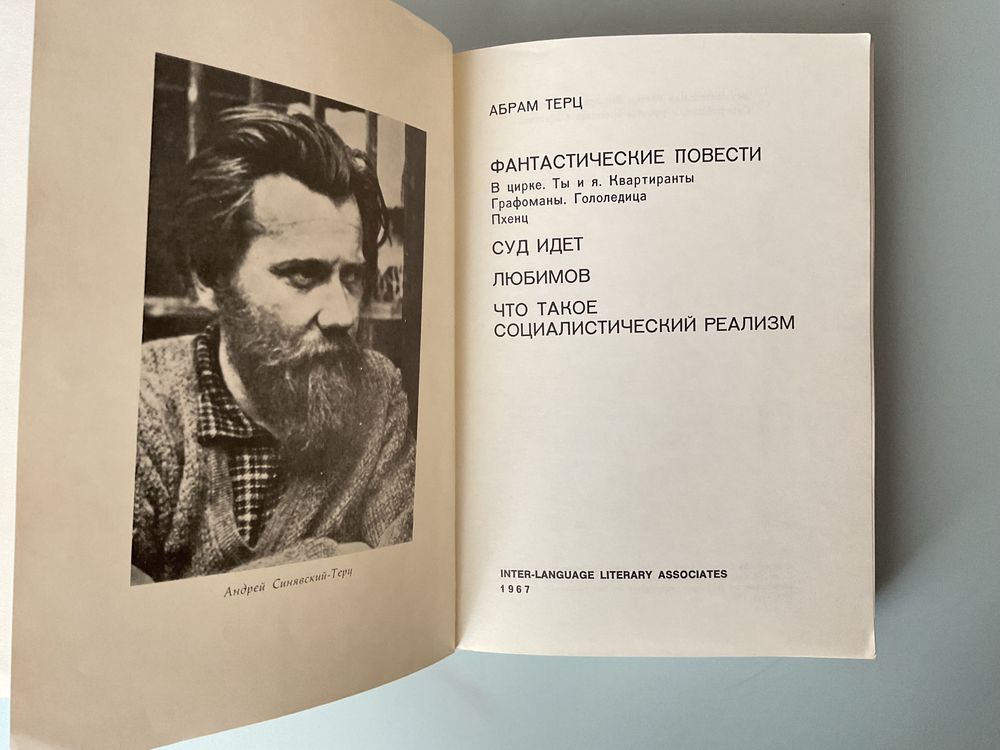 Андрей Синявский-Терц
АБРАМ ТЕРЦ
ФАНТАСТИЧЕСКИЕ ПОВЕСТИ
В цирке. Ты и я. Квартиранты
Графоманы. Гололедица
Пхенц
СУД ИДЕТ
ЛЮБИМОВ
ЧТО ТАКОЕ
СОЦИАЛИСТИЧЕСКИЙ РЕАЛИЗМ
INTER-LANGUAGE LITERARY ASSOCIATES
1967